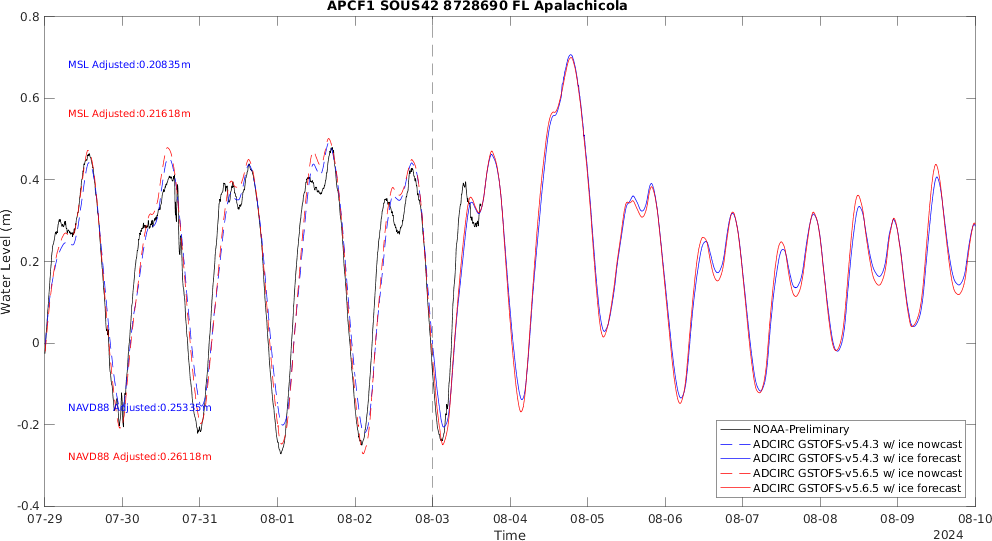 APCF1 SOUS42 8728690 FL Apalachicola
0.8
MSL Adjusted:0.20835m
0.6
MSL Adjusted:0.21618m
0.4
0.2
Water Level (m)
0
NAVD88 Adjusted:0.25335m
-0.2
NAVD88 Adjusted:0.26118m
-0.4
NOAA-Preliminary
ADCIRC GSTOFS-v5.4.3 w/ ice nowcast
ADCIRC GSTOFS-v5.4.3 w/ ice forecast
ADCIRC GSTOFS-v5.6.5 w/ ice nowcast
ADCIRC GSTOFS-v5.6.5 w/ ice forecast
07-29 07-30 07-31 08-01 08-02 08-03 08-04 08-05 08-06 08-07 08-08 08-09 08-10
Time
2024